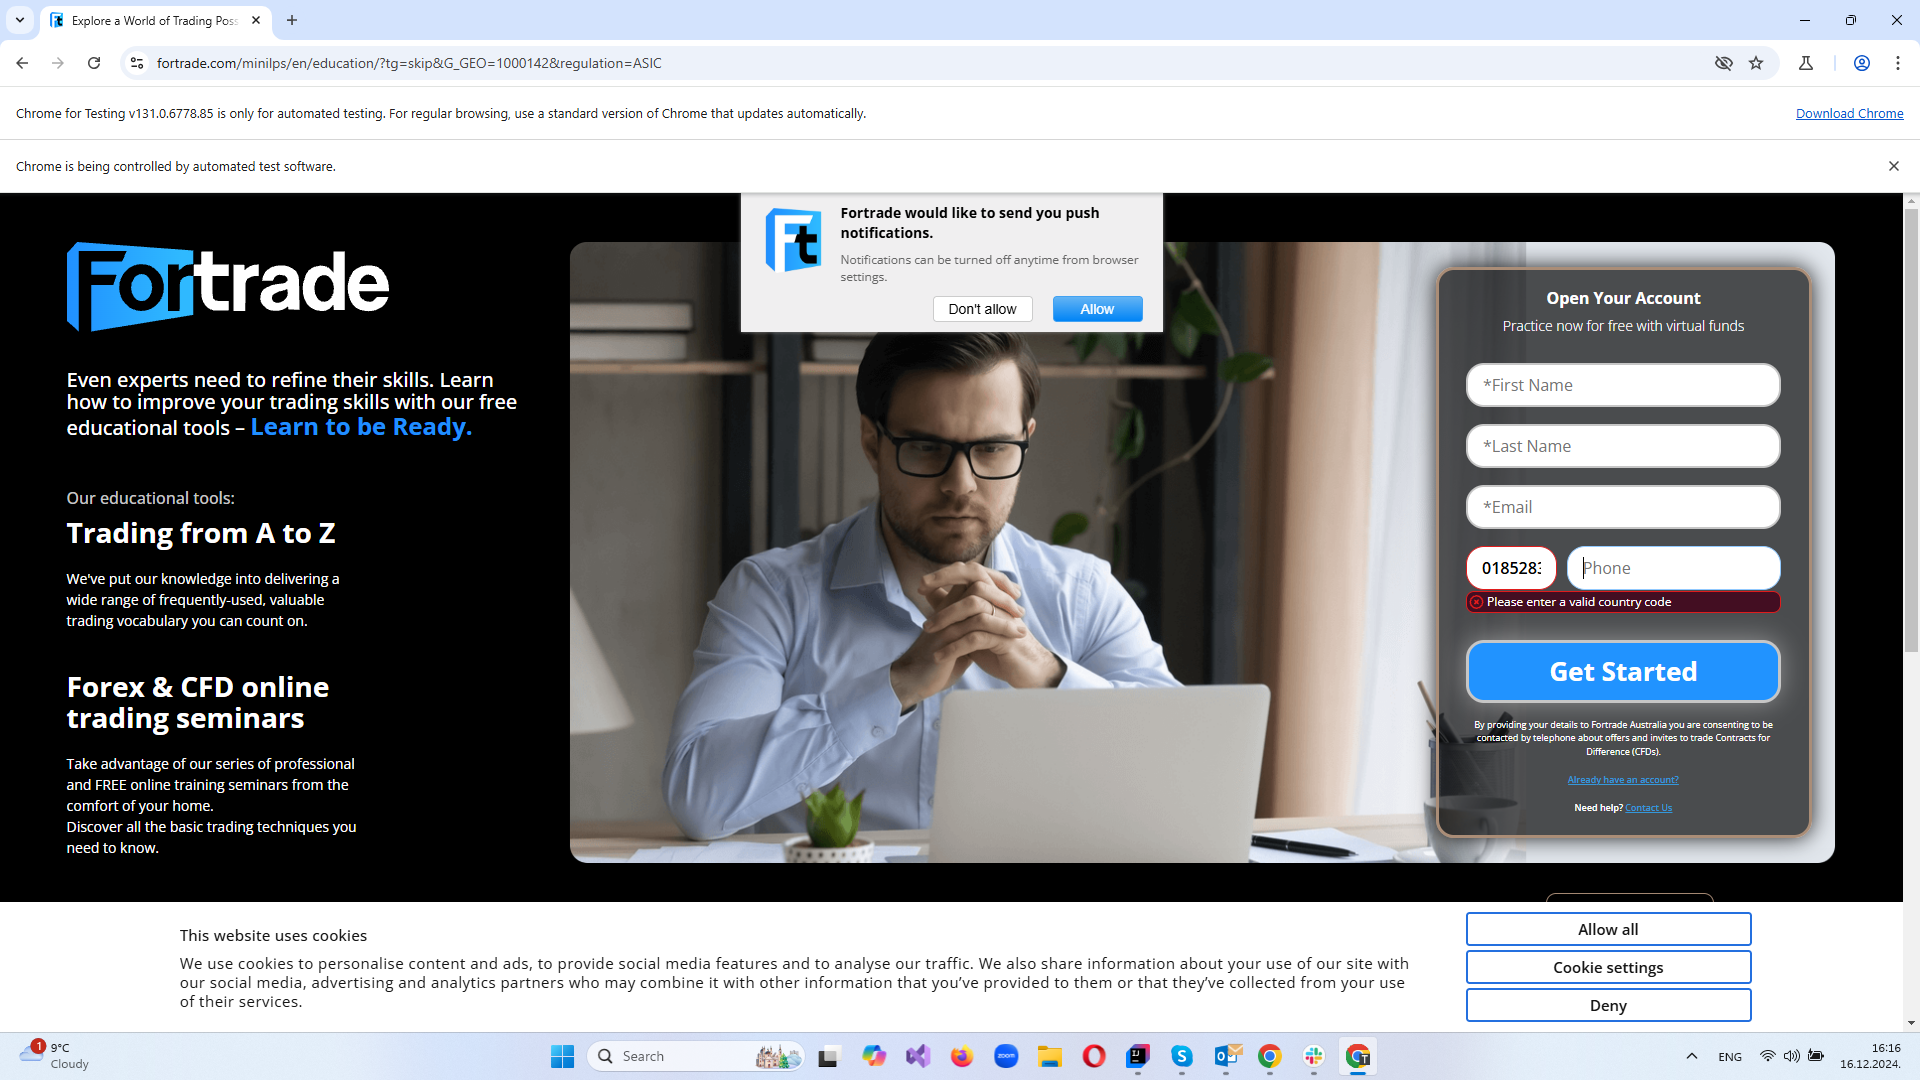 Explore a World of Trading Poss
fortrade.com/minilps/en/education/?tg=skip&G_GEO=1000142&regulation=ASIC
Chrome for Testing v131.0.6778.85 is only for automated testing. For regular browsing, use a standard version of Chrome that updates automatically.
Download Chrome
Chrome is being controlled by automated test software.
Ft
Fortrade would like to send you push
notifications.
Notifications can be turned off anytime from browser
settings.
Don't allow
Allow
Fortrade
Even experts need to refine their skills. Learn
how to improve your trading skills with our free
educational tools – Learn to be Ready.
Our educational tools:
Trading from A to Z
We've put our knowledge into delivering a
wide range of frequently-used, valuable
trading vocabulary you can count on.
Forex & CFD online
trading seminars
Take advantage of our series of professional
and FREE online training seminars from the
comfort of your home.
Discover all the basic trading techniques you
need to know.
Open Your Account
Practice now for free with virtual funds
*First Name
*Last Name
*Email
018528
Phone
Please enter a valid country code
Get Started
By providing your details to Fortrade Australia you are consenting to be
contacted by telephone about offers and invites to trade Contracts for
Difference (CFDs).
Already have an account?
Need help? Contact Us
This website uses cookies
We use cookies to personalise content and ads, to provide social media features and to analyse our traffic. We also share information about your use of our site with
our social media, advertising and analytics partners who may combine it with other information that you've provided to them or that they've collected from your use
of their services.
Allow all
Cookie settings
Deny
1
9°C
Cloudy
Search
zoom
ENG
16:16
16.12.2024.